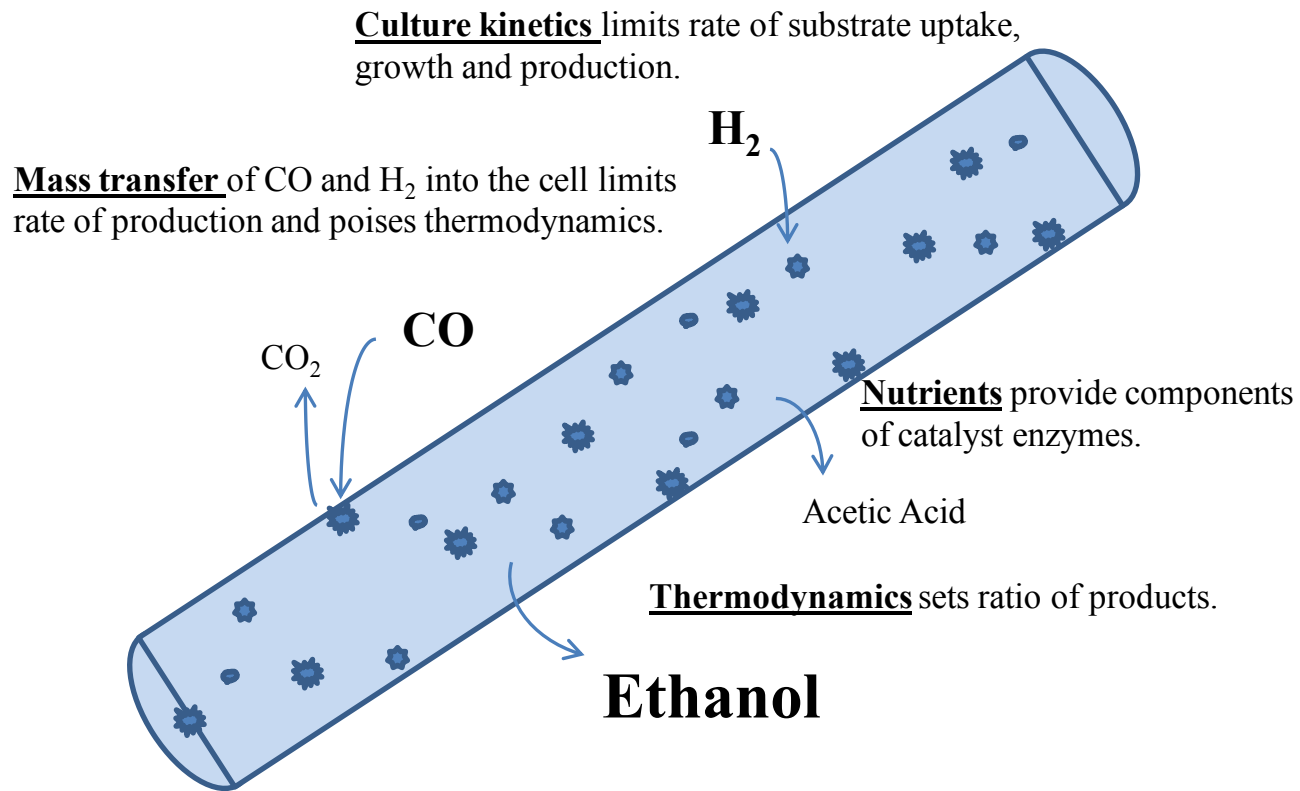 Culture kinetics limits rate of substrate uptake,
growth and production.
H₂
Mass transfer of CO and H₂ into the cell limits
rate of production and poises thermodynamics.
CO
CO₂
Nutrients provide components
of catalyst enzymes.
Acetic Acid
Thermodynamics sets ratio of products.
Ethanol